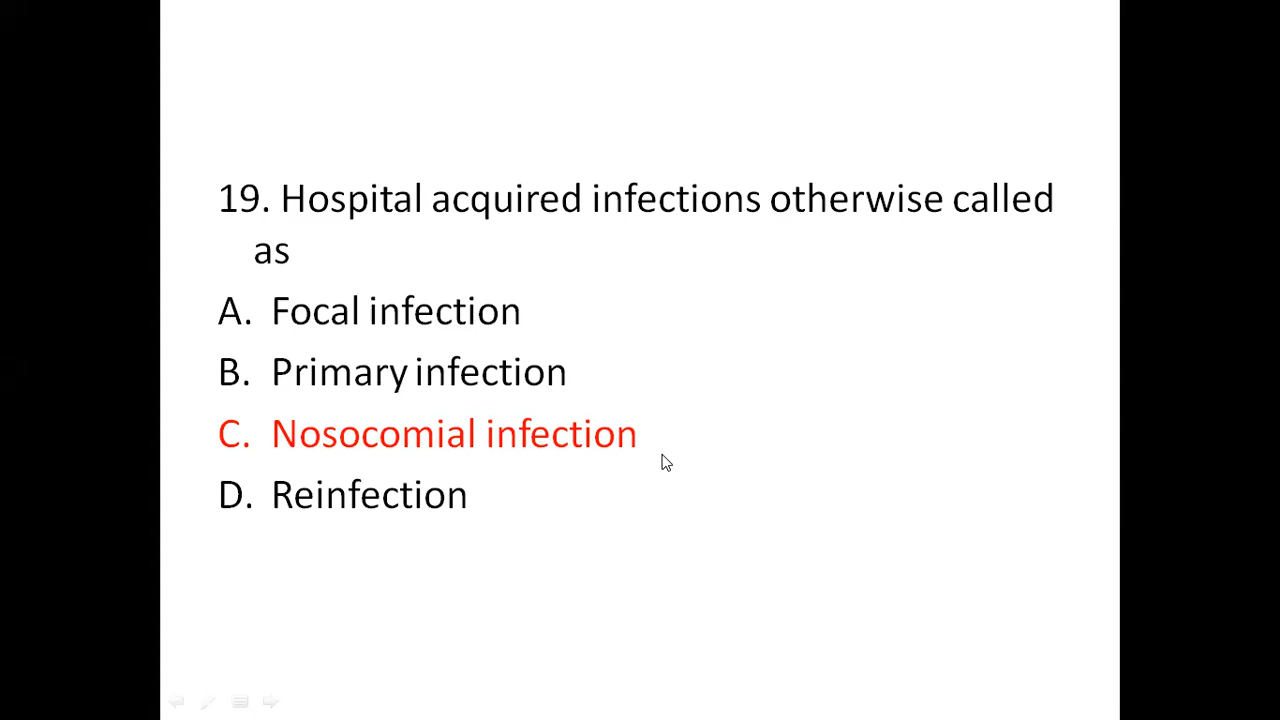 19. Hospital acquired infections otherwise called
as
A. Focal infection
B. Primary infection
C. Nosocomial infection
D. Reinfection